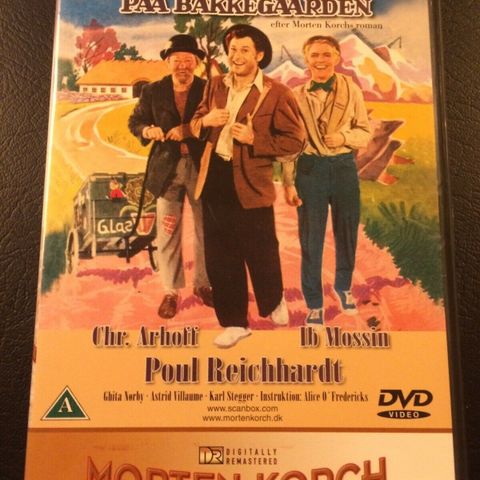 PAA BAKKEGAARDEN
efter Morten Korchs roman
Glas
Chr. Arhoff Ib Mossin
Poul Reichhardt
Ghita Nørby · Astrid Villaume · Karl Stegger · Instruktion: Alice O´Fredericks
www.scanbox.com
www.mortenkorch.dk
A
DVD
VIDEO
DR DIGITALLY
REMASTERED
MORTEN KORCH